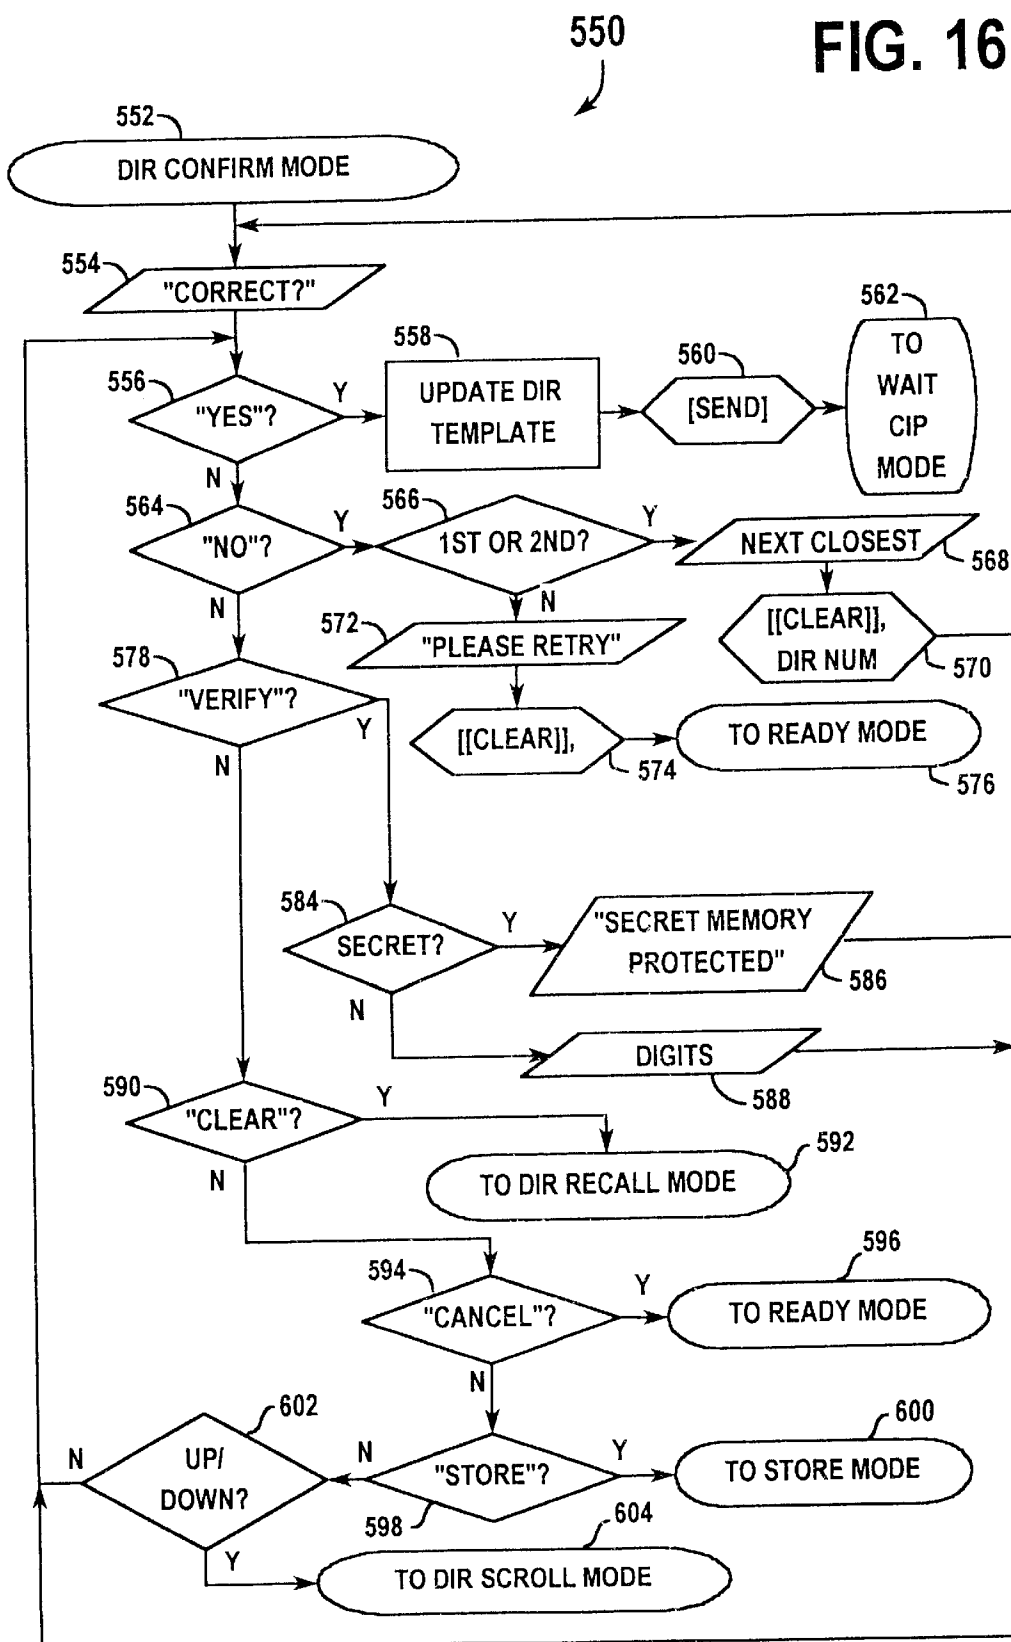 550
FIG. 16
552
DIR CONFIRM MODE
554
"CORRECT?"
556
"YES"?
Y
N
558
UPDATE DIR
TEMPLATE
560
[SEND]
562
TO
WAIT
CIP
MODE
564
"NO"?
Y
N
566
1ST OR 2ND?
Y
N
NEXT CLOSEST
568
[[CLEAR]],
DIR NUM
570
572
"PLEASE RETRY"
[[CLEAR]],
574
TO READY MODE
576
578
"VERIFY"?
Y
N
584
SECRET?
Y
N
"SECRET MEMORY
PROTECTED"
586
DIGITS
588
590
"CLEAR"?
Y
N
592
TO DIR RECALL MODE
594
"CANCEL"?
Y
N
596
TO READY MODE
598
"STORE"?
Y
N
600
TO STORE MODE
602
UP/
DOWN?
N
Y
604
TO DIR SCROLL MODE